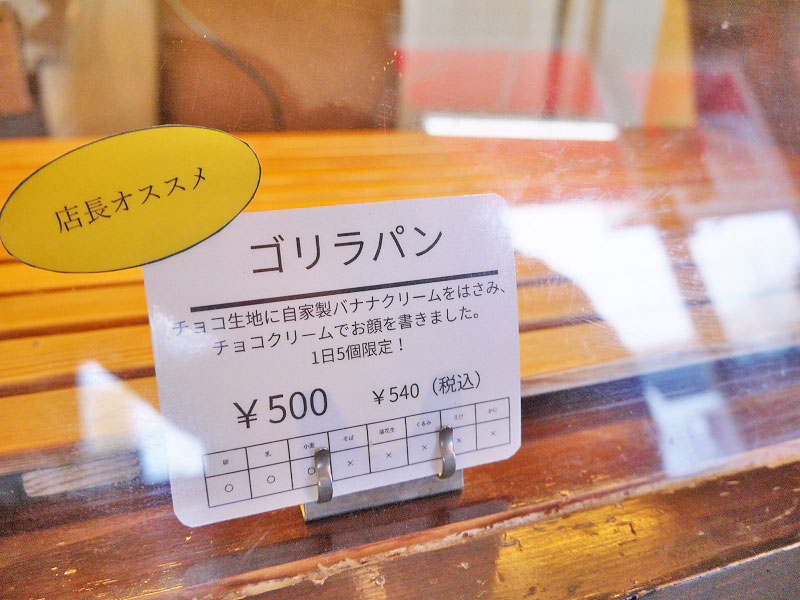 店長オススメ
ゴリラパン
チョコ生地に自家製バナナクリームをはさみ、
チョコクリームでお顔を書きました。
1日5個限定！
￥500 ￥540（税込）
卵 乳 小麦 そば 落花生 くるみ えび かに
○ ○ ○ × × × × ×